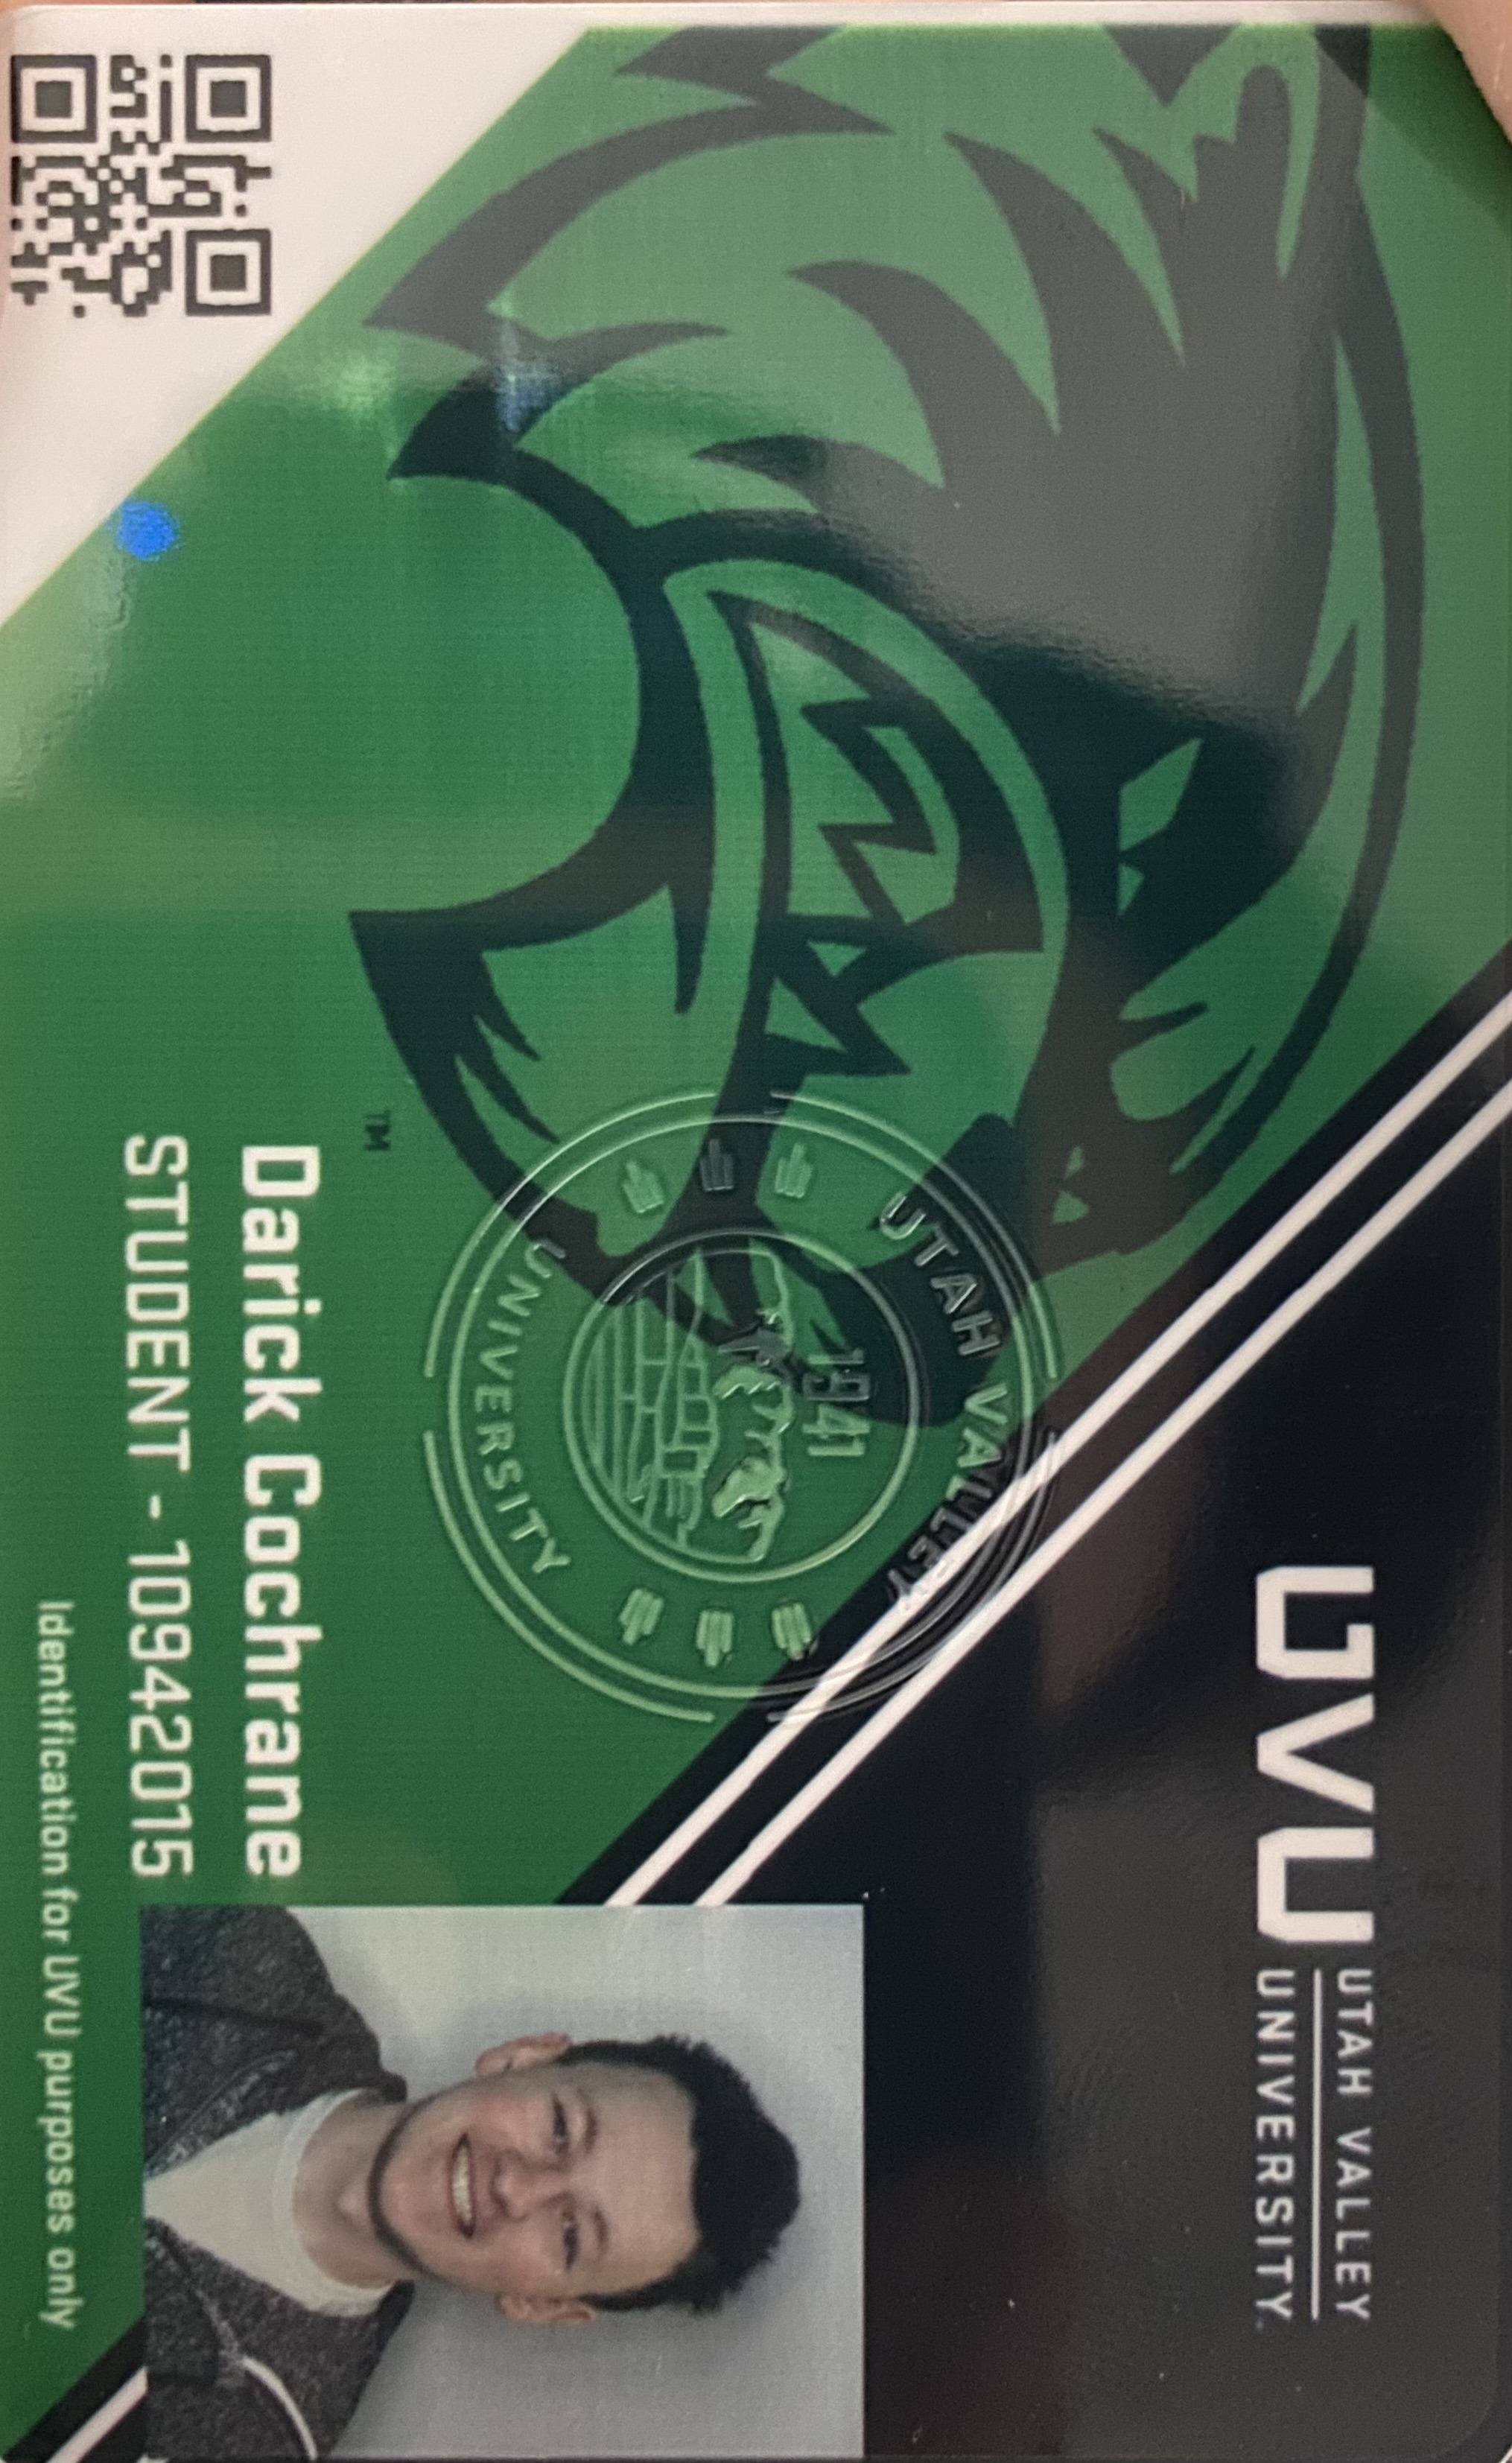 UVU
UTAH VALLEY
UNIVERSITY
UTAH VALLEY
1941
UNIVERSITY
TM
Darick Cochrane
STUDENT - 10942015
Identification for UVU purposes only